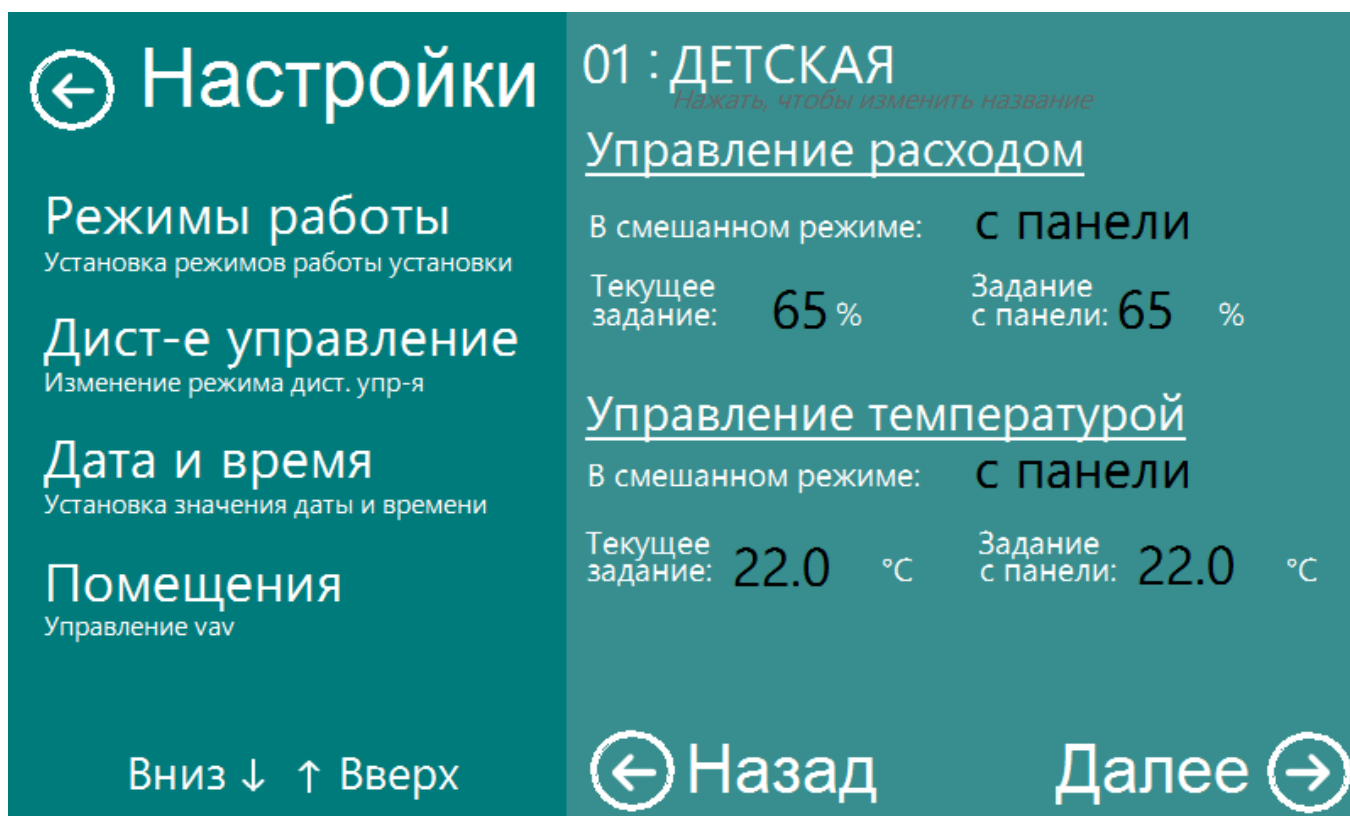 Настройки
Режимы работы
Установка режимов работы установки
Дист-е управление
Изменение режима дист. упр-я
Дата и время
Установка значения даты и времени
Помещения
Управление vav
Вниз ↓ ↑ Вверх
01 : ДЕТСКАЯ
Нажать, чтобы изменить название
Управление расходом
В смешанном режиме: с панели
Текущее задание: 65 %
Задание с панели: 65 %
Управление температурой
В смешанном режиме: с панели
Текущее задание: 22.0 °C
Задание с панели: 22.0 °C
Назад
Далее